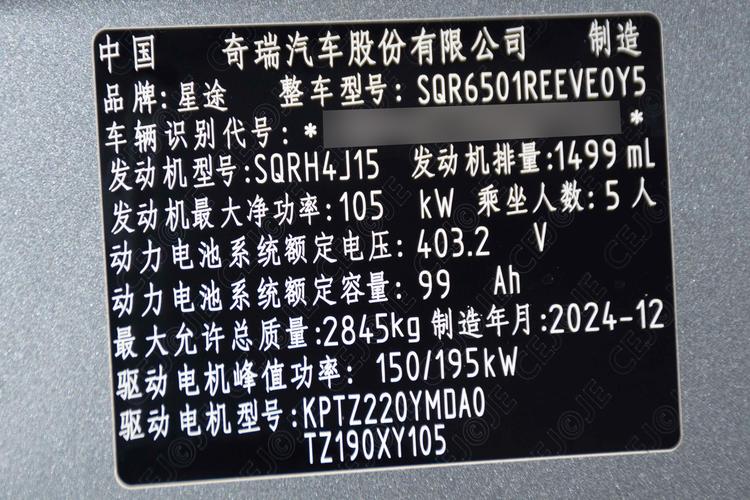 中国 奇瑞汽车股份有限公司 制造
品牌:星途 整车型号: SQR6501REEVE0Y5
车辆识别代号: * *
发动机型号:SQRH4J15 发动机排量:1499 mL
发动机最大净功率:105 kW 乘坐人数:5 人
动力电池系统额定电压: 403.2 V
动力电池系统额定容量: 99 Ah
最大允许总质量:2845kg 制造年月:2024-12
驱动电机峰值功率: 150/195kW
驱动电机型号:KPTZ220YMDA0
TZ190XY105